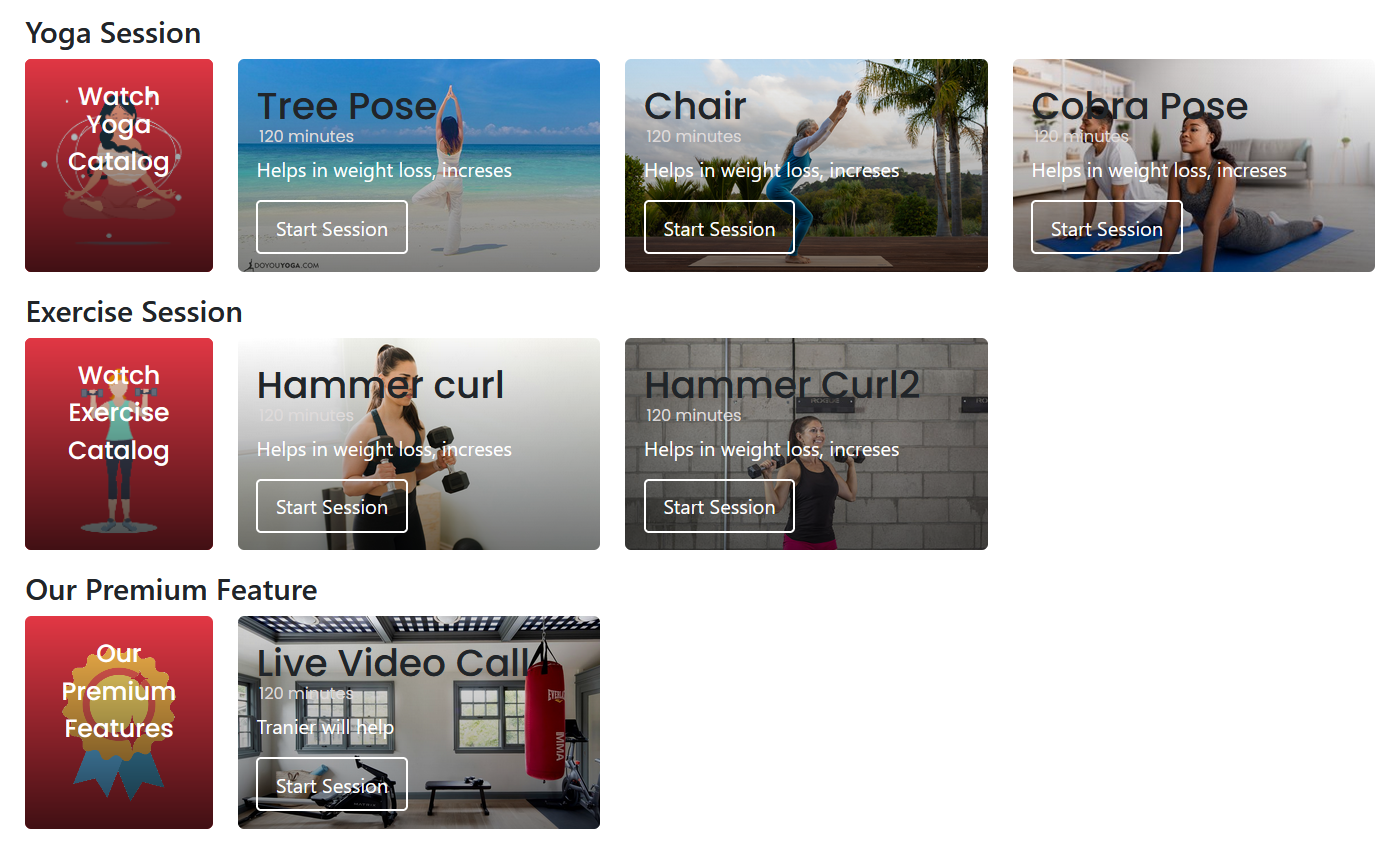 Yoga Session
Watch
Yoga
Catalog
Tree Pose
120 minutes
Helps in weight loss, increses
Start Session
DOYOUYOGA.COM
Chair
120 minutes
Helps in weight loss, increses
Start Session
Cobra Pose
120 minutes
Helps in weight loss, increses
Start Session
Exercise Session
Watch
Exercise
Catalog
Hammer curl
120 minutes
Helps in weight loss, increses
Start Session
Hammer Curl2
120 minutes
Helps in weight loss, increses
Start Session
Our Premium Feature
Our
Premium
Features
Live Video Call
120 minutes
Tranier will help
Start Session
MMA